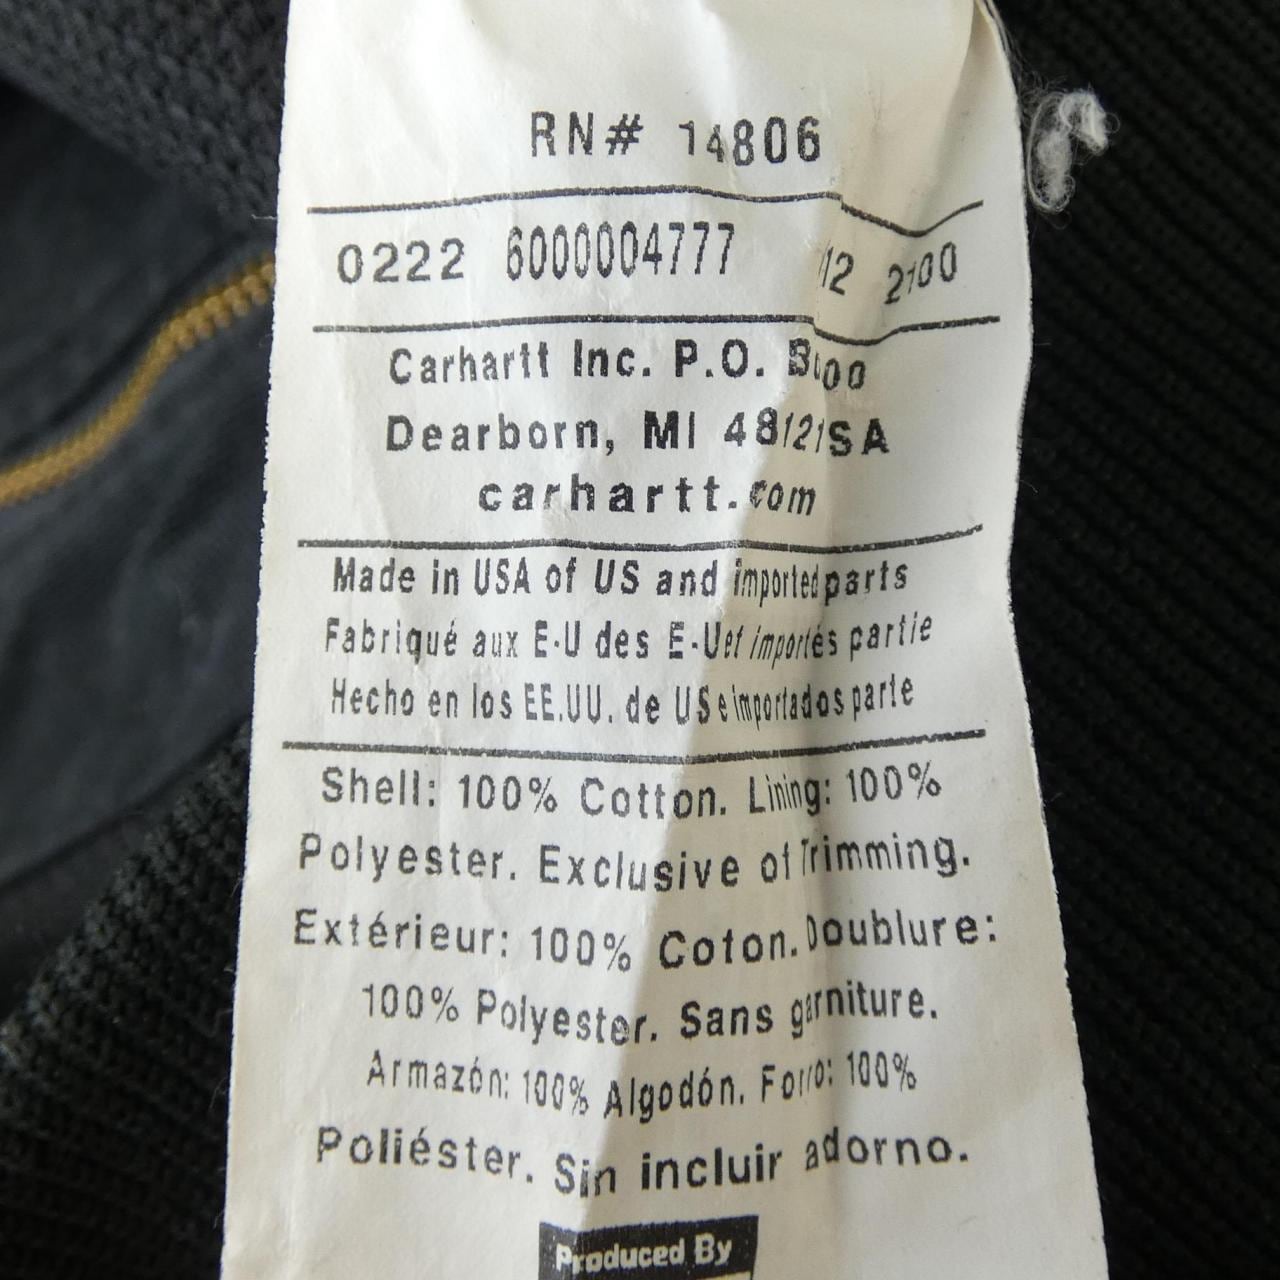 RN# 14806
0222 6000004777 12 2100
Carhartt Inc. P.O.
Dearborn, MI
carhartt.com
Made in USA of US and imported parts
Fabriqué aux E-U des E-U et importés partie
Hecho en los EE.UU. de US e importados parte
Shell: 100% Cotton. Lining: 100%
Polyester. Exclusive of Trimming.
Extérieur: 100% Coton. Doublure:
100% Polyester. Sans garniture.
Armazón: 100% Algodón. Forro: 100%
Poliéster. Sin incluir adorno.
Produced By